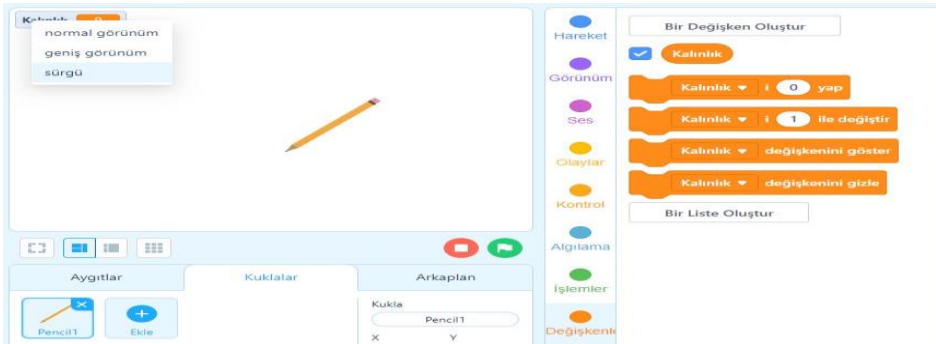 Kalınlık 0
normal görünüm
geniş görünüm
sürgü
Aygıtlar
Kuklalar
Arkaplan
Pencil1
Ekle
Kukla
Pencil1
X Y
Hareket
Görünüm
Ses
Olaylar
Kontrol
Algılama
İşlemler
Değişkenle
Bir Değişken Oluştur
Kalınlık
Kalınlık i 0 yap
Kalınlık i 1 ile değiştir
Kalınlık değişkenini göster
Kalınlık değişkenini gizle
Bir Liste Oluştur